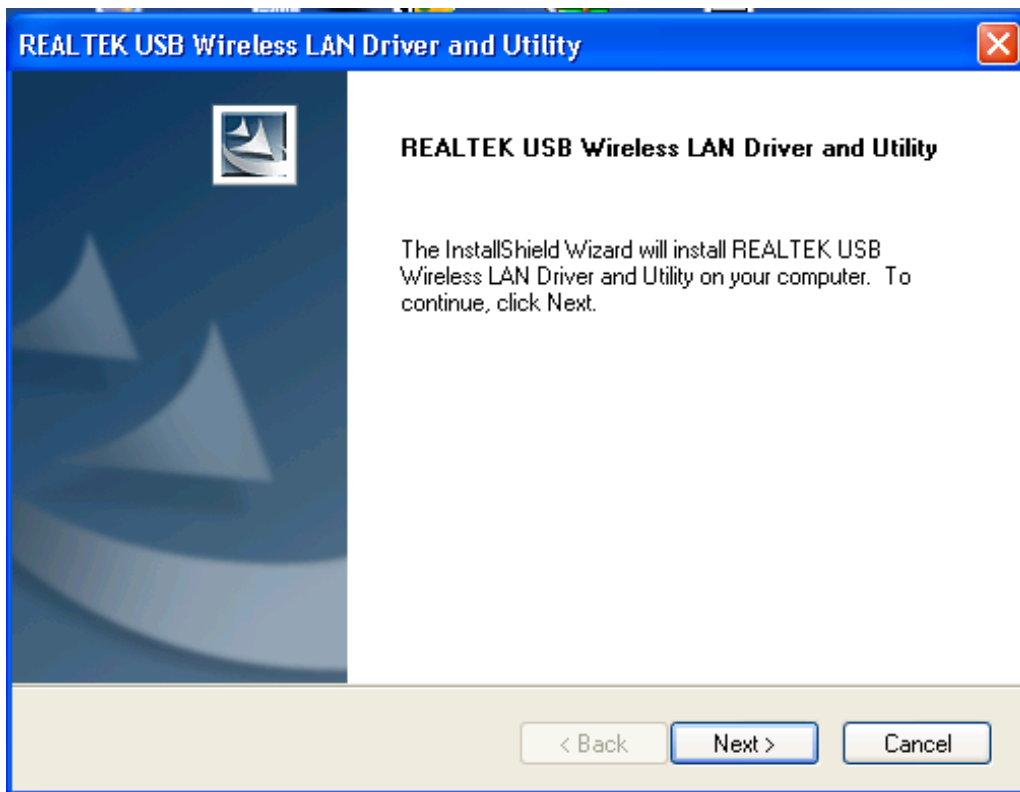 REALTEK USB Wireless LAN Driver and Utility
REALTEK USB Wireless LAN Driver and Utility
The InstallShield Wizard will install REALTEK USB
Wireless LAN Driver and Utility on your computer. To
continue, click Next.
< Back Next > Cancel